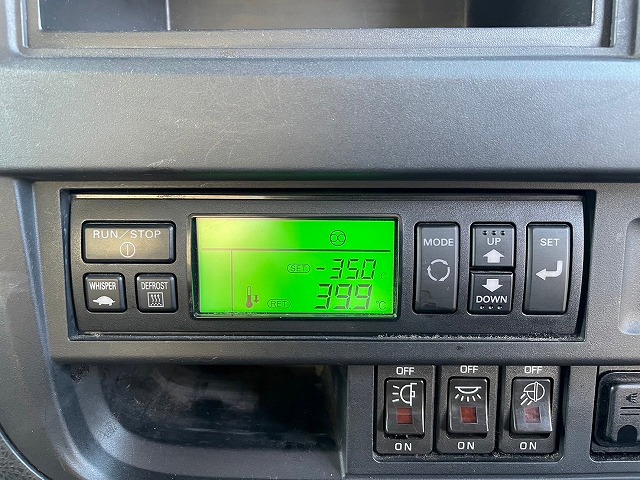 RUN/STOP
WHISPER
DEFROST
SET -35.0
RET 39.9 °C
MODE
UP
DOWN
SET
OFF OFF OFF
ON ON ON